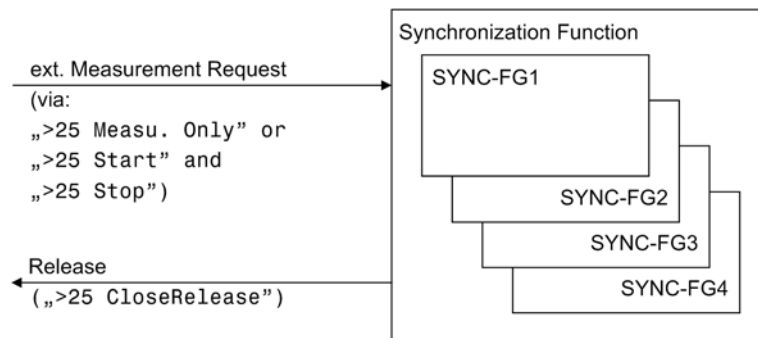 Synchronization Function
ext. Measurement Request
SYNC-FG1
(via:
„>25 Measu. Only” or
„>25 Start” and
„>25 Stop”)
SYNC-FG2
SYNC-FG3
Release
SYNC-FG4
(„>25 CloseRelease”)